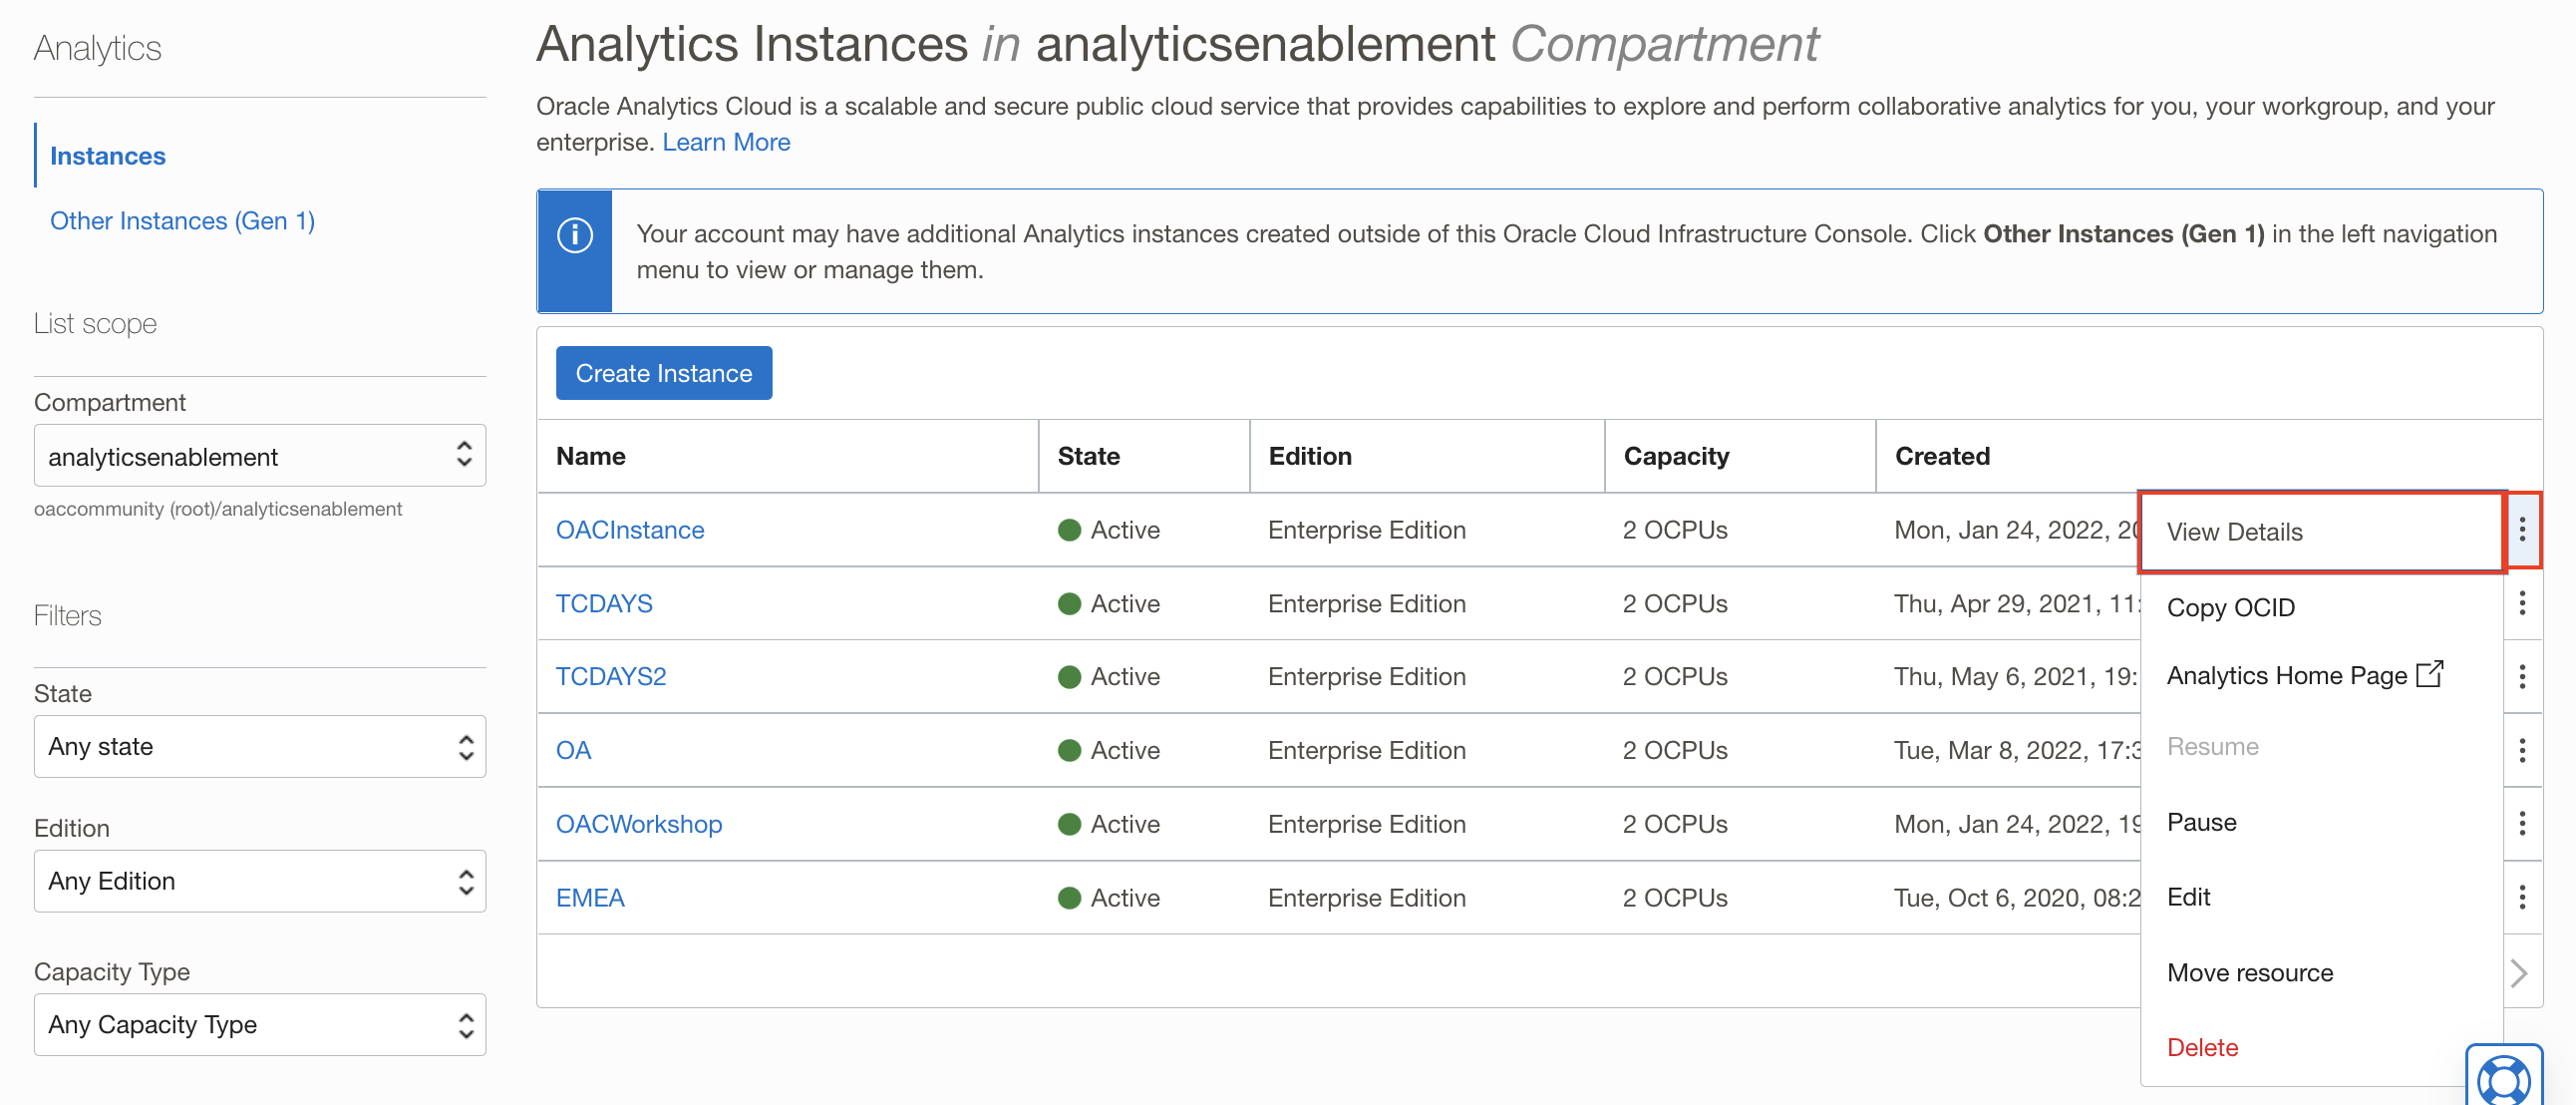 Analytics
Instances
Other Instances (Gen 1)
List scope
Compartment
analyticsenablement
oaccommunity (root)/analyticsenablement
Filters
State
Any state
Edition
Any Edition
Capacity Type
Any Capacity Type
Analytics Instances in analyticsenablement Compartment
Oracle Analytics Cloud is a scalable and secure public cloud service that provides capabilities to explore and perform collaborative analytics for you, your workgroup, and your
enterprise. Learn More
Your account may have additional Analytics instances created outside of this Oracle Cloud Infrastructure Console. Click Other Instances (Gen 1) in the left navigation
menu to view or manage them.
Create Instance
Name State Edition Capacity Created
OACInstance Active Enterprise Edition 2 OCPUs Mon, Jan 24, 2022, 20
TCDAYS Active Enterprise Edition 2 OCPUs Thu, Apr 29, 2021, 11:
TCDAYS2 Active Enterprise Edition 2 OCPUs Thu, May 6, 2021, 19:
OA Active Enterprise Edition 2 OCPUs Tue, Mar 8, 2022, 17:3
OACWorkshop Active Enterprise Edition 2 OCPUs Mon, Jan 24, 2022, 19
EMEA Active Enterprise Edition 2 OCPUs Tue, Oct 6, 2020, 08:2
View Details
Copy OCID
Analytics Home Page
Resume
Pause
Edit
Move resource
Delete